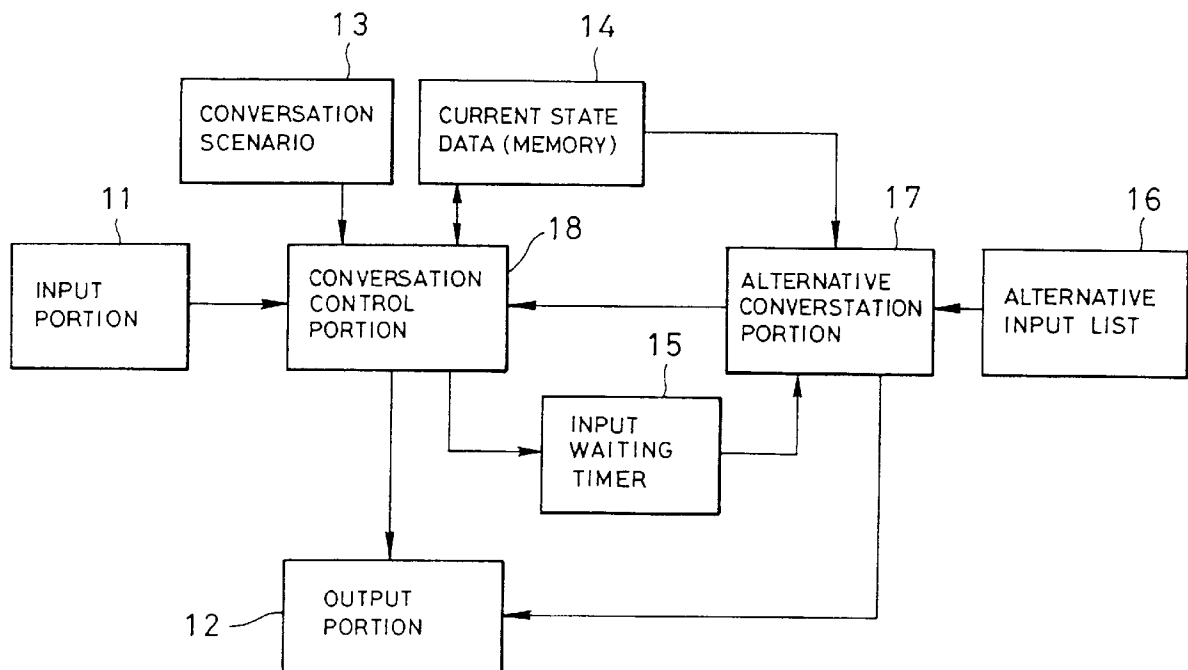 13
CONVERSATION
SCENARIO
14
CURRENT STATE
DATA (MEMORY)
11
INPUT
PORTION
18
CONVERSATION
CONTROL
PORTION
17
ALTERNATIVE
CONVERSTATION
PORTION
16
ALTERNATIVE
INPUT LIST
15
INPUT
WAITING
TIMER
12
OUTPUT
PORTION